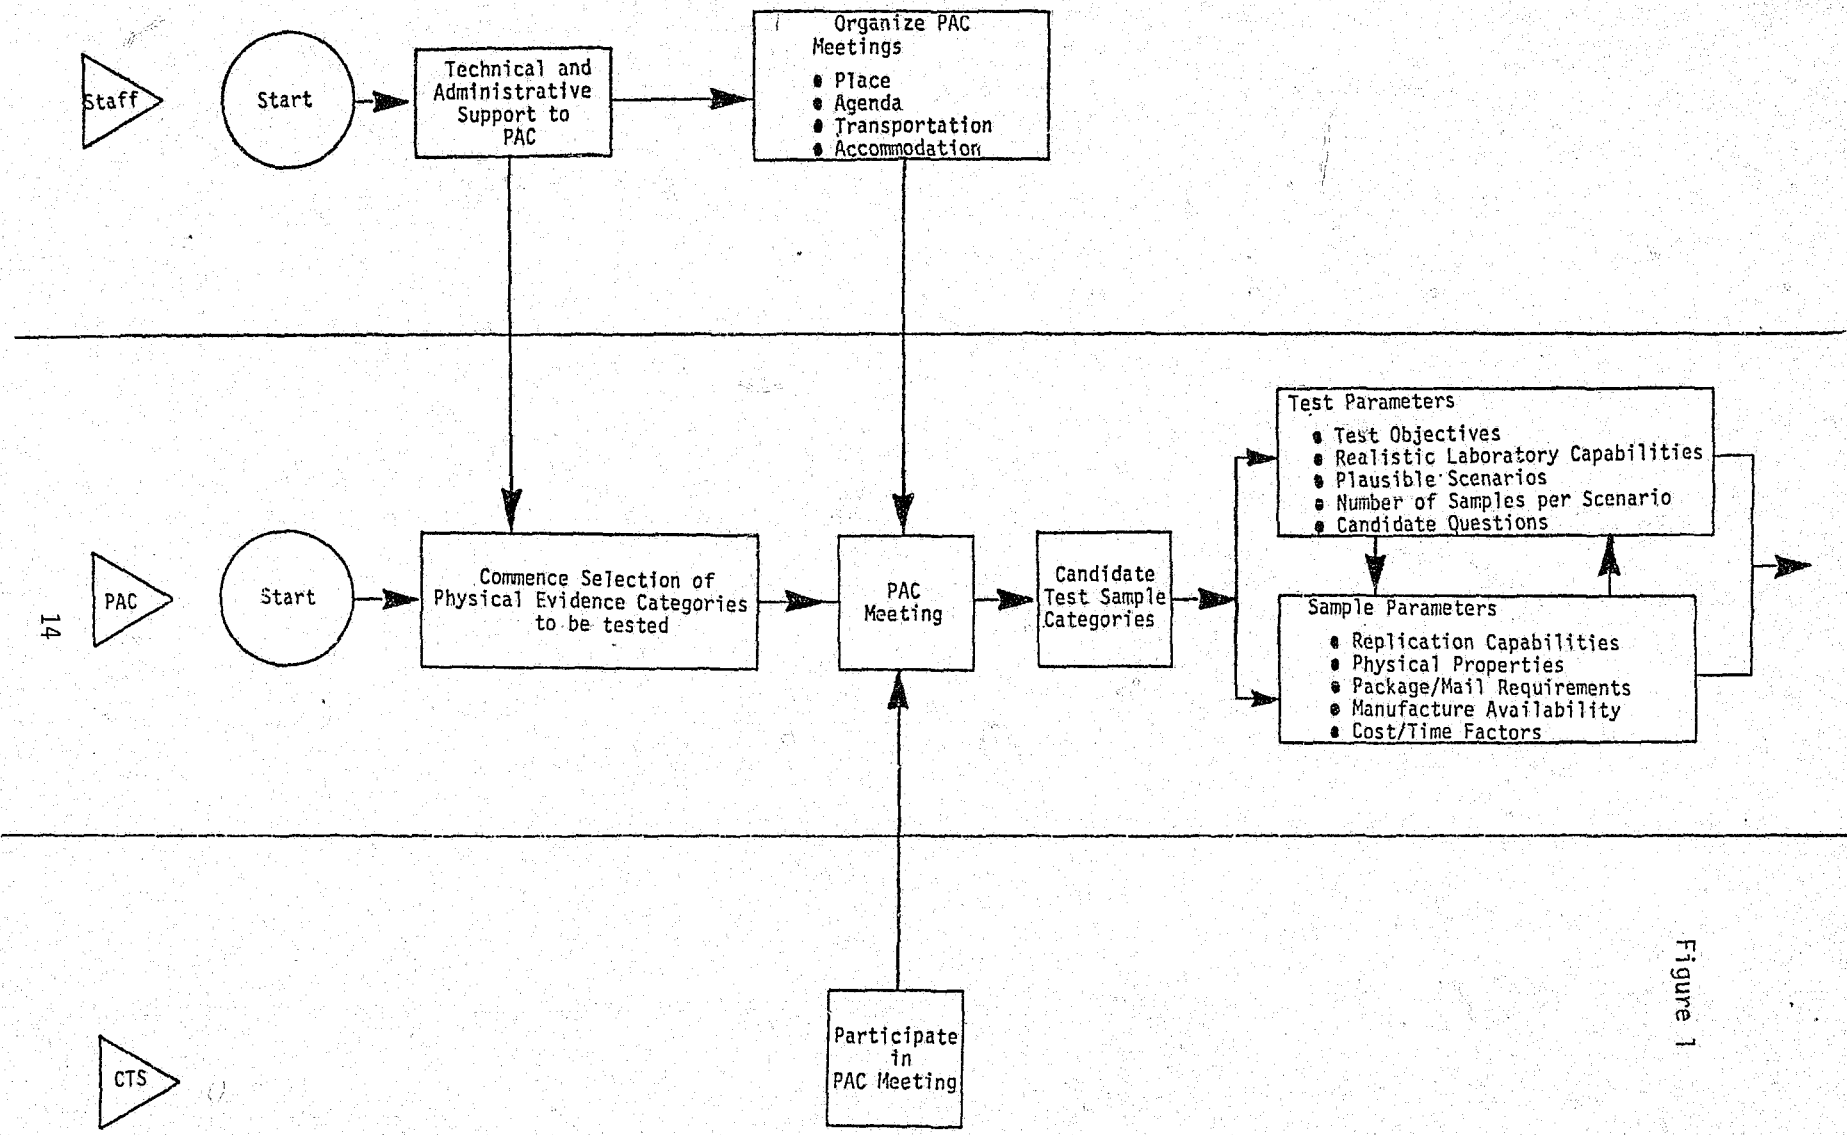 Staff
Start
Technical and
Administrative
Support to
PAC
Organize PAC
Meetings
● Place
● Agenda
● Transportation
● Accommodation
PAC
Start
Commence Selection of
Physical Evidence Categories
to be tested
PAC
Meeting
Candidate
Test Sample
Categories
Test Parameters
● Test Objectives
● Realistic Laboratory Capabilities
● Plausible Scenarios
● Number of Samples per Scenario
● Candidate Questions
Sample Parameters
● Replication Capabilities
● Physical Properties
● Package/Mail Requirements
● Manufacture Availability
● Cost/Time Factors
14
CTS
Participate
in
PAC Meeting
Figure 1